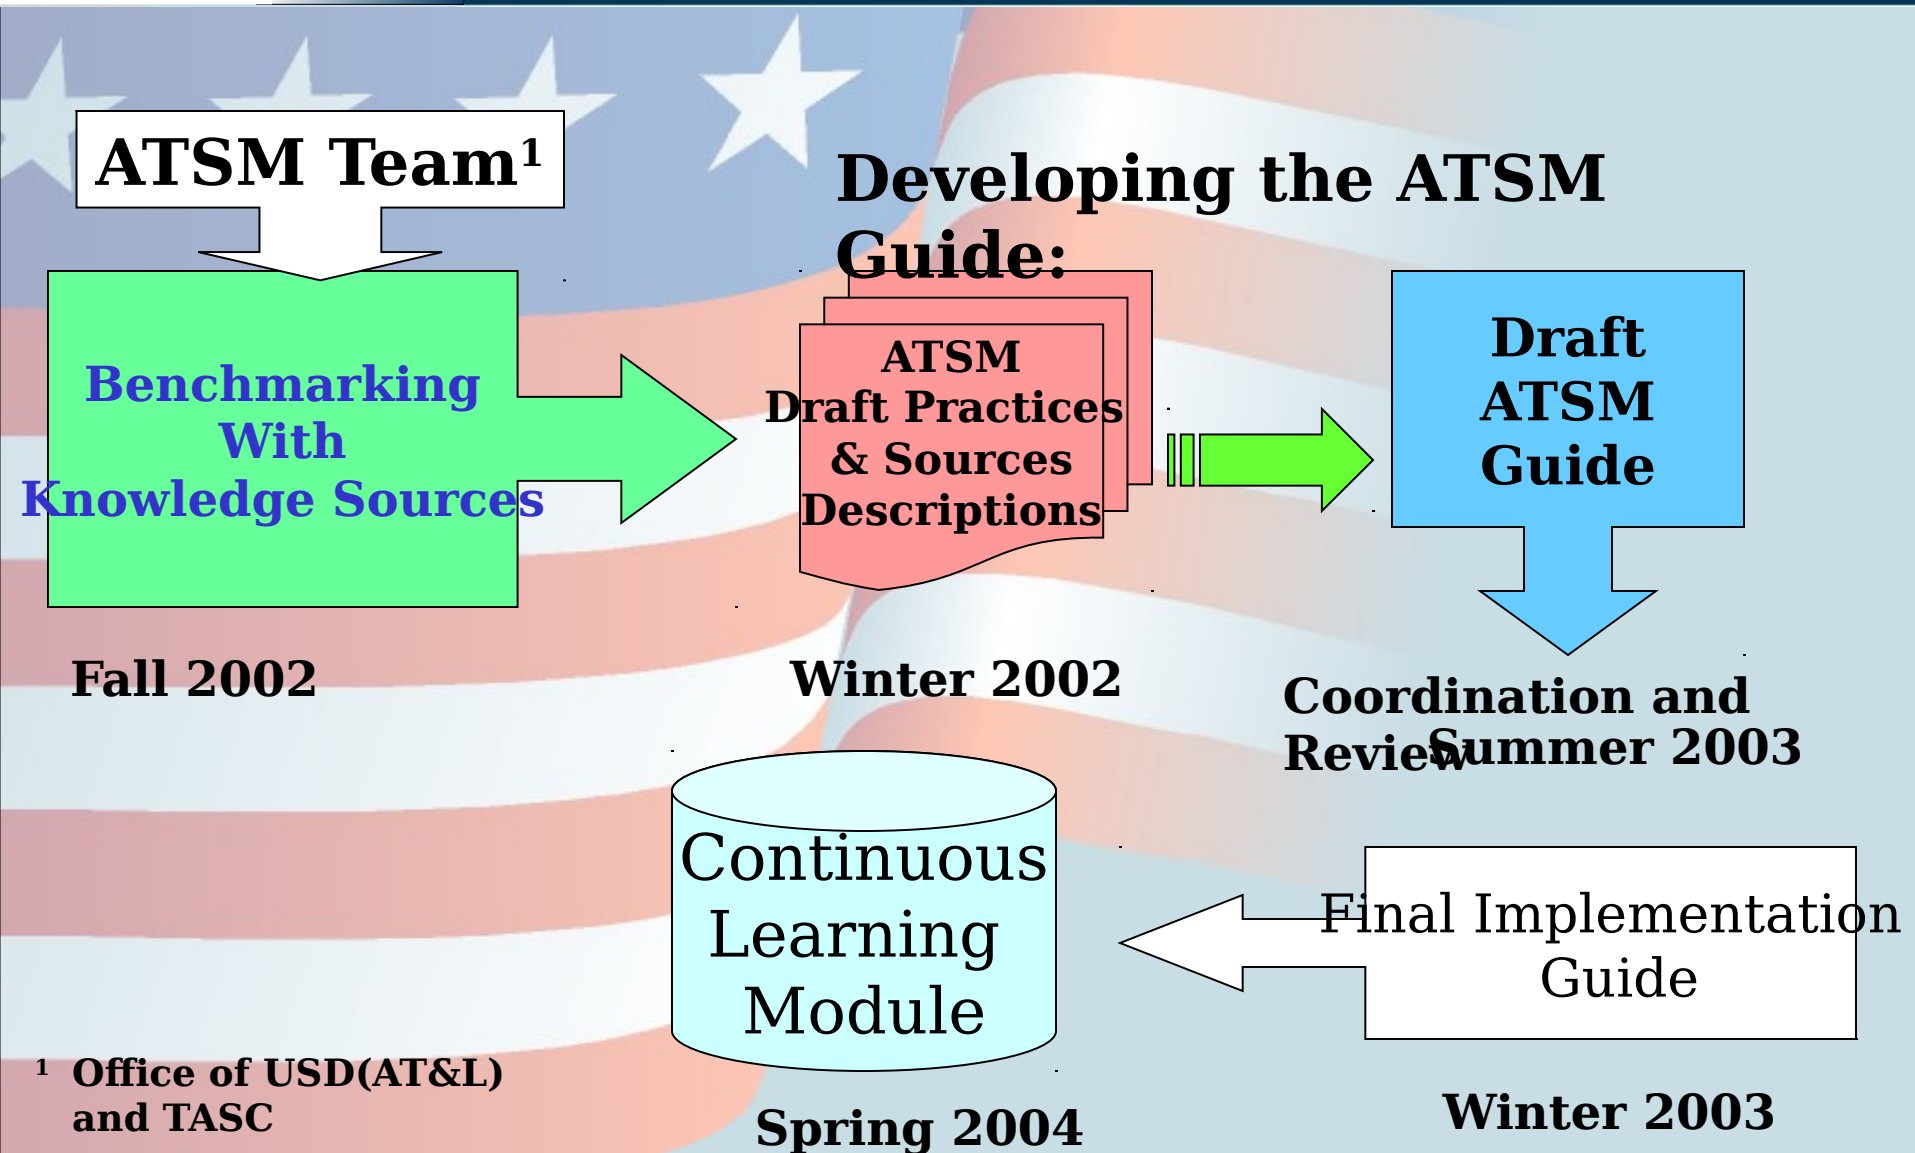 ATSM Team¹
Developing the ATSM
Guide:
Benchmarking
With
Knowledge Sources
ATSM
Draft Practices
& Sources
Descriptions
Draft
ATSM
Guide
Fall 2002
Winter 2002
Coordination and
Review
Summer 2003
Continuous
Learning
Module
Final Implementation
Guide
¹ Office of USD(AT&L)
and TASC
Spring 2004
Winter 2003